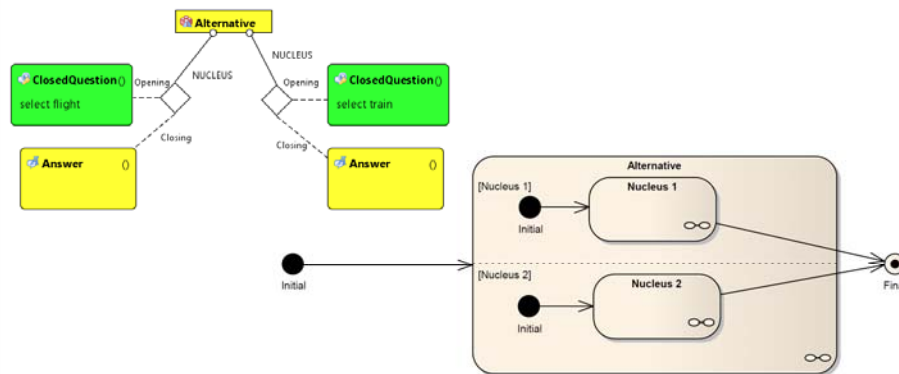 Alternative
NUCLEUS
NUCLEUS
ClosedQuestion ()
select flight
Opening
Opening
ClosedQuestion ()
select train
Closing
Closing
Answer ()
Answer ()
Alternative
[Nucleus 1]
Nucleus 1
Initial
Initial
[Nucleus 2]
Nucleus 2
Initial
Fin